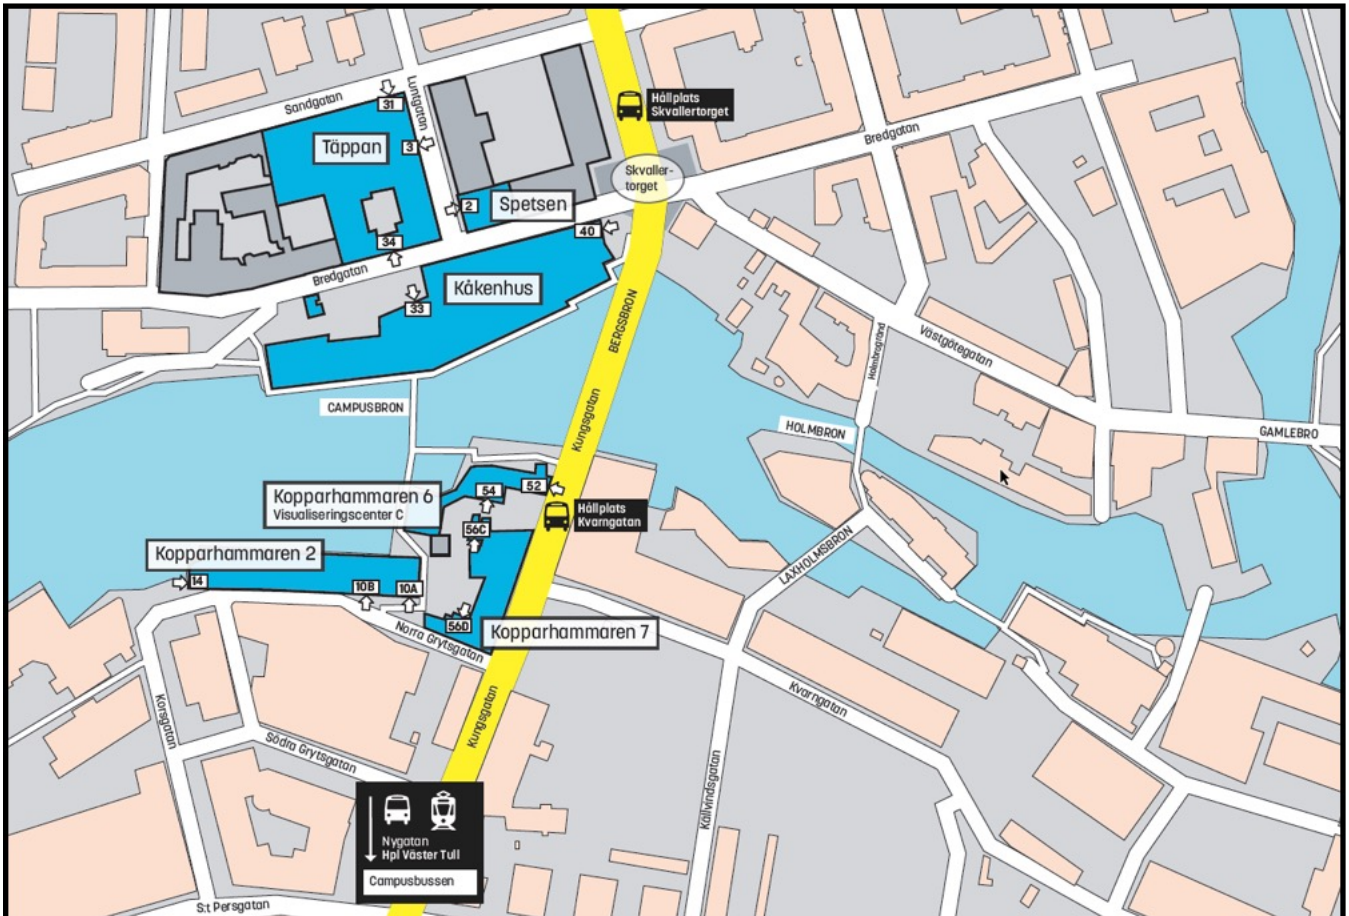 Sandgatan
31
Luntgatan
Hållplats
Skvallertorget
Bredgatan
Täppan
3
Skvaller-
torget
2
Spetsen
40
34
Bredgatan
Kåkenhus
33
BERGSBRON
Holmbrogränd
Västgötegatan
CAMPUSBRON
Kungsgatan
HOLMBRON
GAMLEBRO
Kopparhammaren 6
Visualiseringscenter C
54
52
Hållplats
Kvarngatan
56C
LAXHOLMSBRON
Kopparhammaren 2
14
10B
10A
56D
Norra Grytsgatan
Kopparhammaren 7
Korsgatan
Kungsgatan
Kvarngatan
Södra Grytsgatan
Källvindsgatan
Nygatan
Hpl Väster Tull
Campusbussen
S:t Persgatan